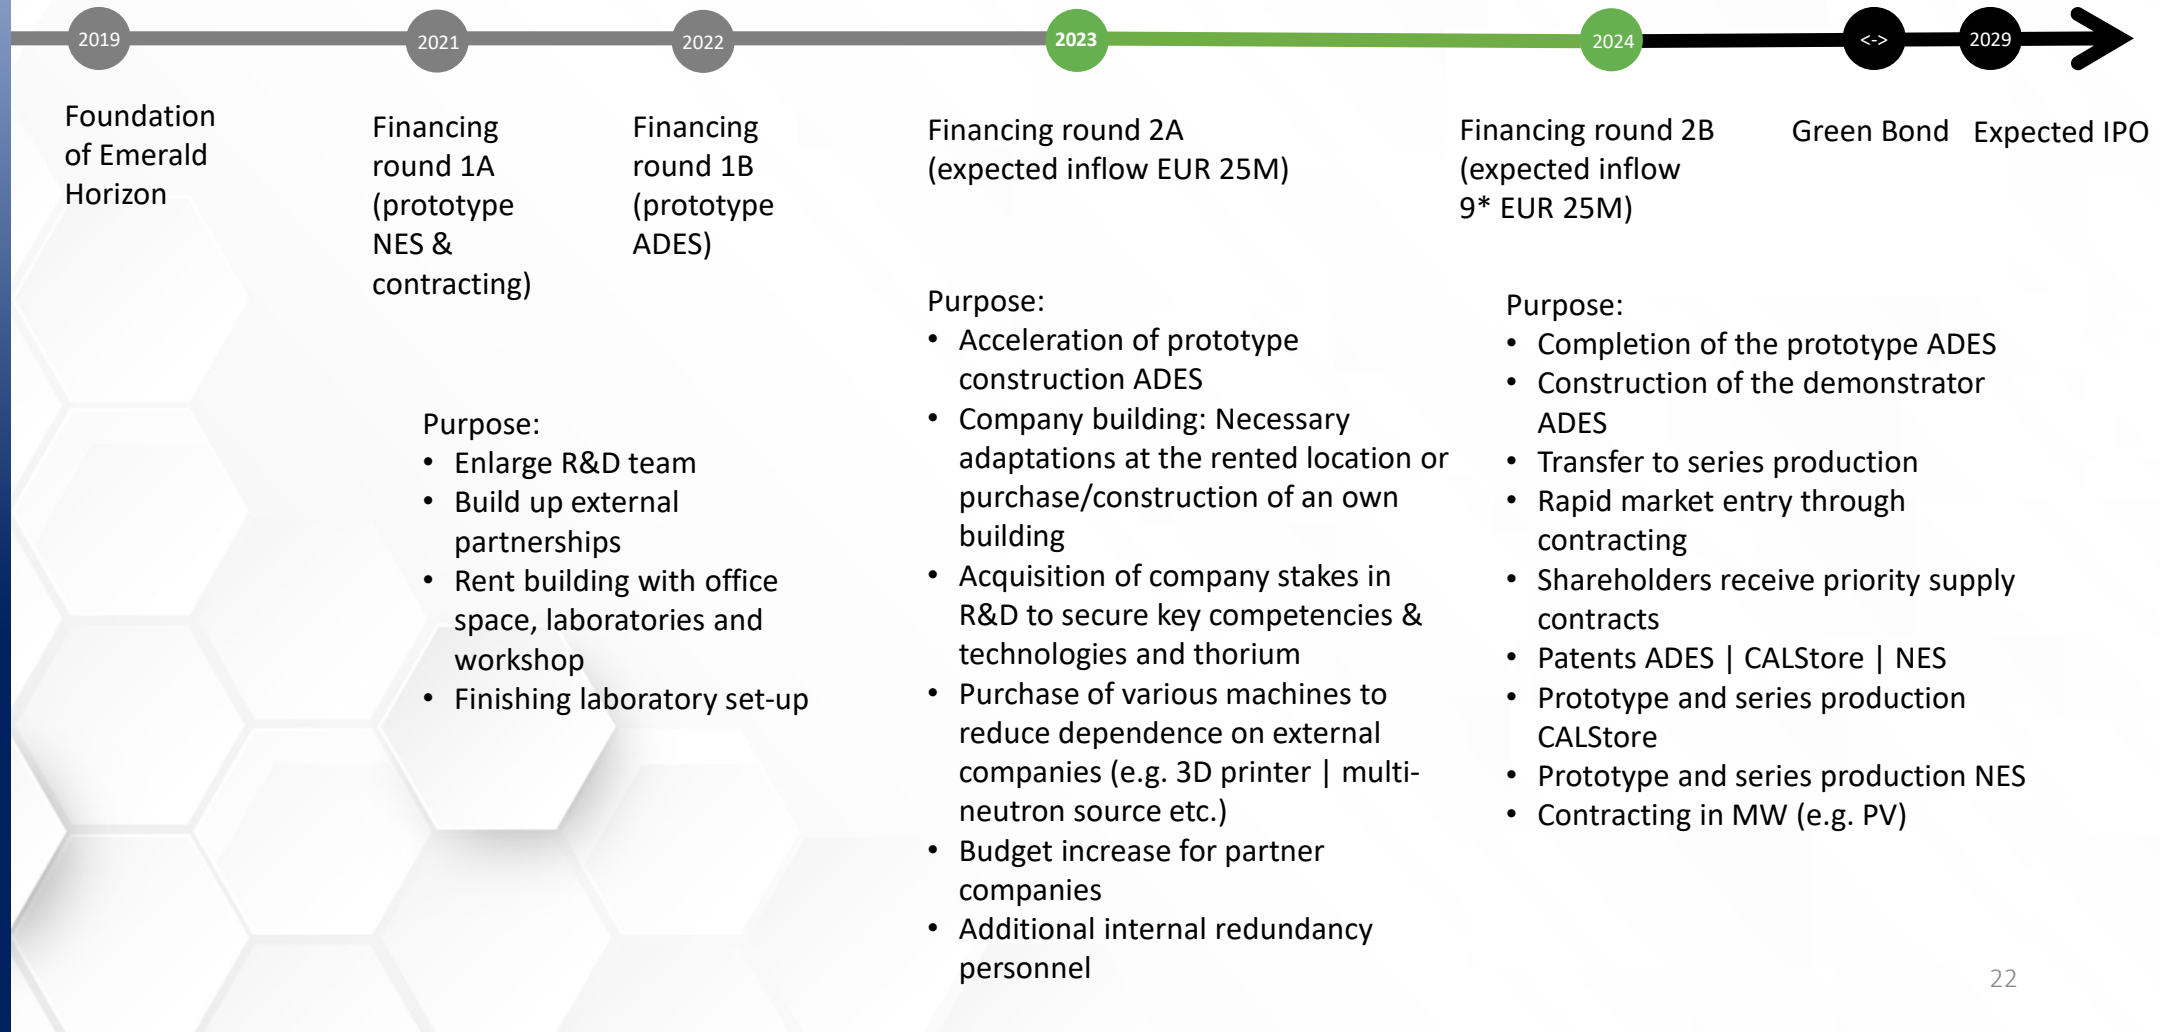 2019
2021
2022
2023
2024
<->
2029
Foundation
of Emerald
Horizon
Financing
round 1A
(prototype
NES &
contracting)
Financing
round 1B
(prototype
ADES)
Financing round 2A
(expected inflow EUR 25M)
Financing round 2B
(expected inflow
9* EUR 25M)
Green Bond
Expected IPO
Purpose:
• Enlarge R&D team
• Build up external
partnerships
• Rent building with office
space, laboratories and
workshop
• Finishing laboratory set-up
Purpose:
• Acceleration of prototype
construction ADES
• Company building: Necessary
adaptations at the rented location or
purchase/construction of an own
building
• Acquisition of company stakes in
R&D to secure key competencies &
technologies and thorium
• Purchase of various machines to
reduce dependence on external
companies (e.g. 3D printer | multi-
neutron source etc.)
• Budget increase for partner
companies
• Additional internal redundancy
personnel
Purpose:
• Completion of the prototype ADES
• Construction of the demonstrator
ADES
• Transfer to series production
• Rapid market entry through
contracting
• Shareholders receive priority supply
contracts
• Patents ADES | CALStore | NES
• Prototype and series production
CALStore
• Prototype and series production NES
• Contracting in MW (e.g. PV)
22